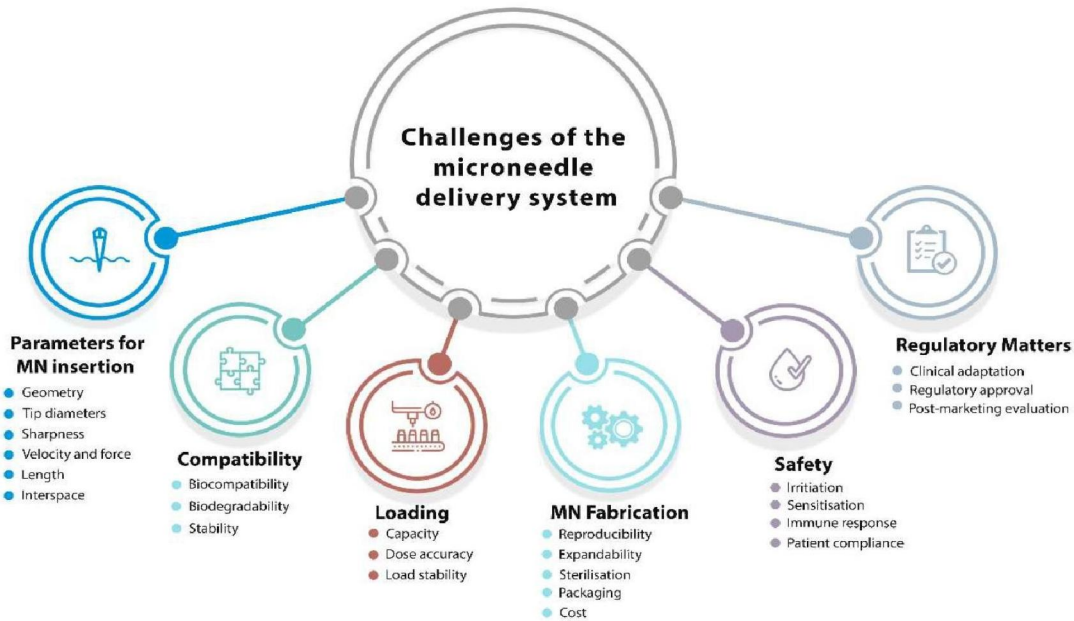 Challenges of the
microneedle
delivery system
Parameters for
MN insertion
Geometry
Tip diameters
Sharpness
Velocity and force
Length
Interspace
Compatibility
Biocompatibility
Biodegradability
Stability
Loading
Capacity
Dose accuracy
Load stability
MN Fabrication
Reproducibility
Expandability
Sterilisation
Packaging
Cost
Safety
Irritiation
Sensitisation
Immune response
Patient compliance
Regulatory Matters
Clinical adaptation
Regulatory approval
Post-marketing evaluation